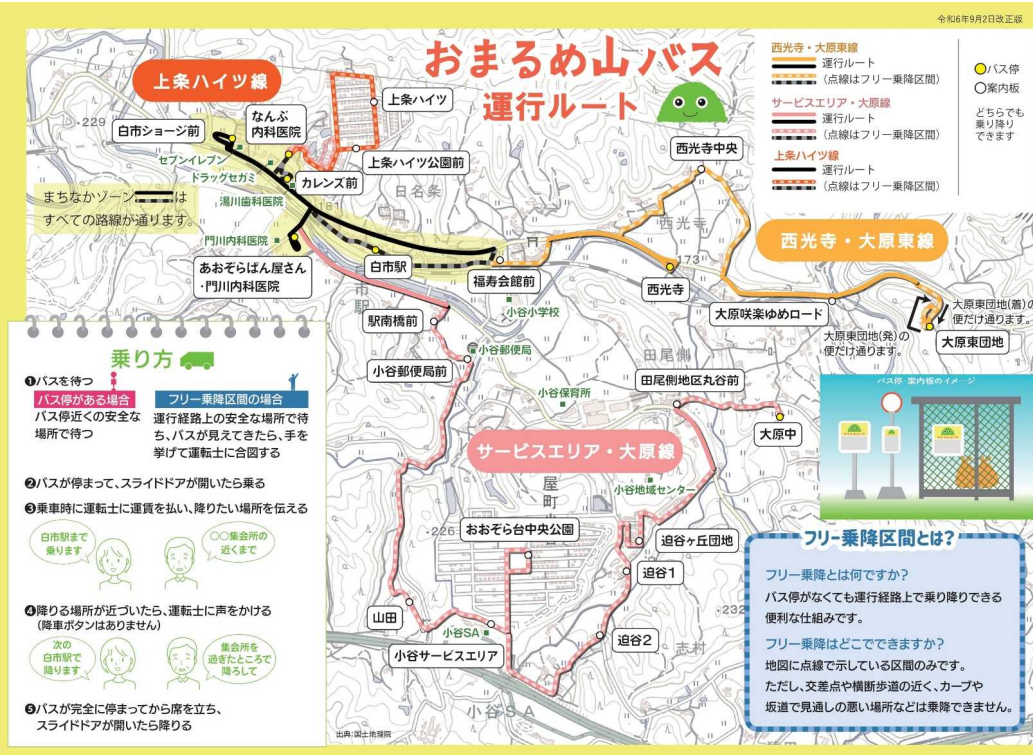 令和6年9月2日改正版
おまるめ山バス
運行ルート
西光寺・大原東線
運行ルート
(点線はフリー乗降区間)
サービスエリア・大原線
運行ルート
(点線はフリー乗降区間)
上条ハイツ線
運行ルート
(点線はフリー乗降区間)
バス停
案内板
どちらでも
乗り降り
できます
上条ハイツ線
上条ハイツ
なんぶ
内科医院
白市ショージ前
セブンイレブン
ドラッグセガミ
湯川歯科医院
カレンズ前
上条ハイツ公園前
日名条
229
181
まちなかゾーン は
すべての路線が通ります。
門川内科医院
あおぞらぱん屋さん
・門川内科医院
白市駅
福寿会館前
西光寺中央
西光寺
西光寺
173
西光寺・大原東線
大原咲楽ゆめロード
大原東団地(着)の
便だけ通ります。
大原東団地(発)の
便だけ通ります。
大原東団地
市
駅
駅南橋前
小谷小学校
小谷郵便局
小谷郵便局前
田尾側
小谷保育所
田尾側地区丸谷前
大原中
サービスエリア・大原線
小谷地域センター
屋
町
226
おおぞら台中央公園
迫谷ヶ丘団地
迫谷1
迫谷2
232
志村
山田
小谷SA
小谷サービスエリア
小谷SA
出典:国土地理院
乗り方
❶バスを待つ
バス停がある場合
バス停近くの安全な
場所で待つ
フリー乗降区間の場合
運行経路上の安全な場所で待
ち、バスが見えてきたら、手を
挙げて運転士に合図する
❷バスが停まって、スライドドアが開いたら乗る
❸乗車時に運転士に運賃を払い、降りたい場所を伝える
白市駅まで
乗ります
○○集会所の
近くまで
❹降りる場所が近づいたら、運転士に声をかける
(降車ボタンはありません)
次の
白市駅で
降ります
集会所を
過ぎたところで
降ろして
❺バスが完全に停まってから席を立ち、
スライドドアが開いたら降りる
バス停・案内板のイメージ
フリー乗降区間とは?
フリー乗降とは何ですか?
バス停がなくても運行経路上で乗り降りできる
便利な仕組みです。
フリー乗降はどこでできますか?
地図に点線で示している区間のみです。
ただし、交差点や横断歩道の近く、カーブや
坂道で見通しの悪い場所などは乗降できません。